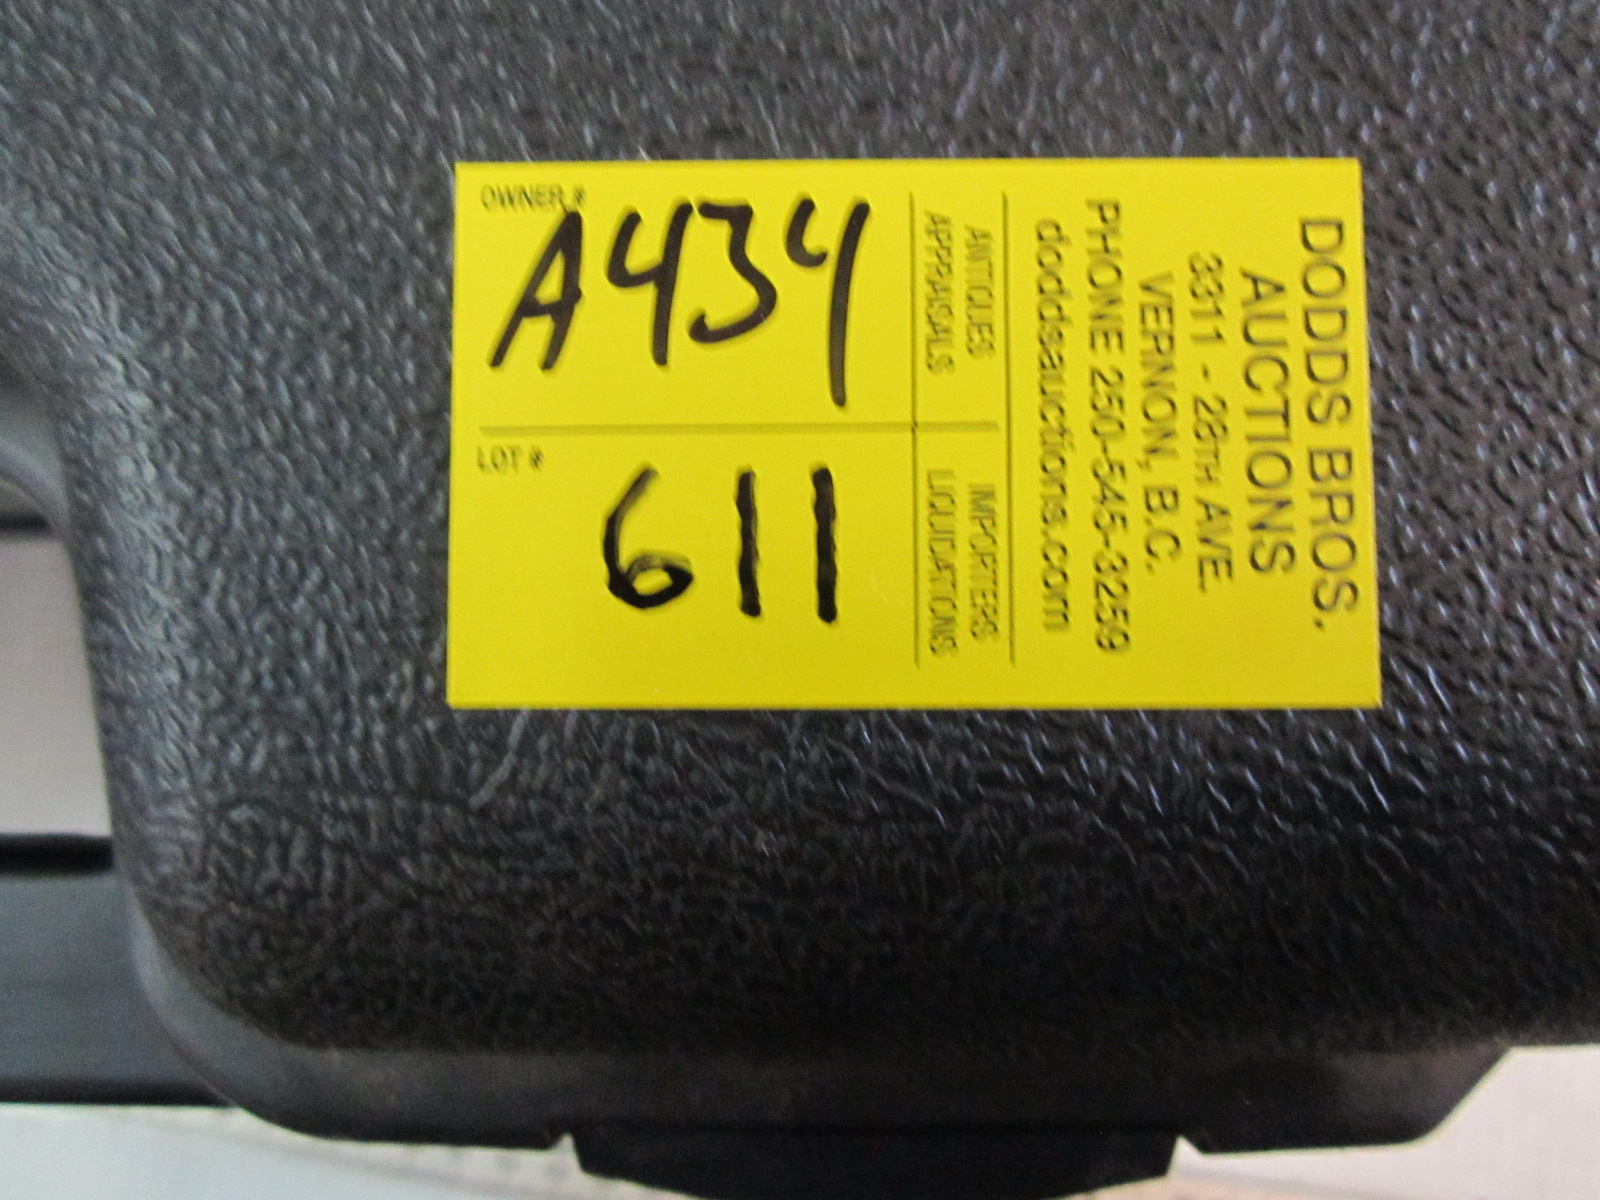 OWNER #
A434
LOT #
611
DODDS BROS.
AUCTIONS
3311 - 28TH AVE.
VERNON, B.C.
PHONE 250-545-3259
doddsauctions.com
ANTIQUES
APPRAISALS
IMPORTERS
LIQUIDATIONS